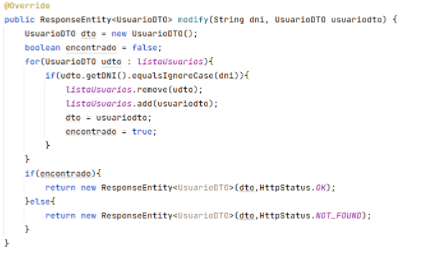 @Override
public ResponseEntity<UsuarioDTO> modify(String dni, UsuarioDTO usuariodto) {
    UsuarioDTO dto = new UsuarioDTO();
    boolean encontrado = false;
    for(UsuarioDTO udto : listaUsuarios){
        if(udto.getDNI().equalsIgnoreCase(dni)){
            listaUsuarios.remove(udto);
            listaUsuarios.add(usuariodto);
            dto = usuariodto;
            encontrado = true;
        }
    }
    if(encontrado){
        return new ResponseEntity<UsuarioDTO>(dto,HttpStatus.OK);
    }else{
        return new ResponseEntity<UsuarioDTO>(dto,HttpStatus.NOT_FOUND);
    }
}